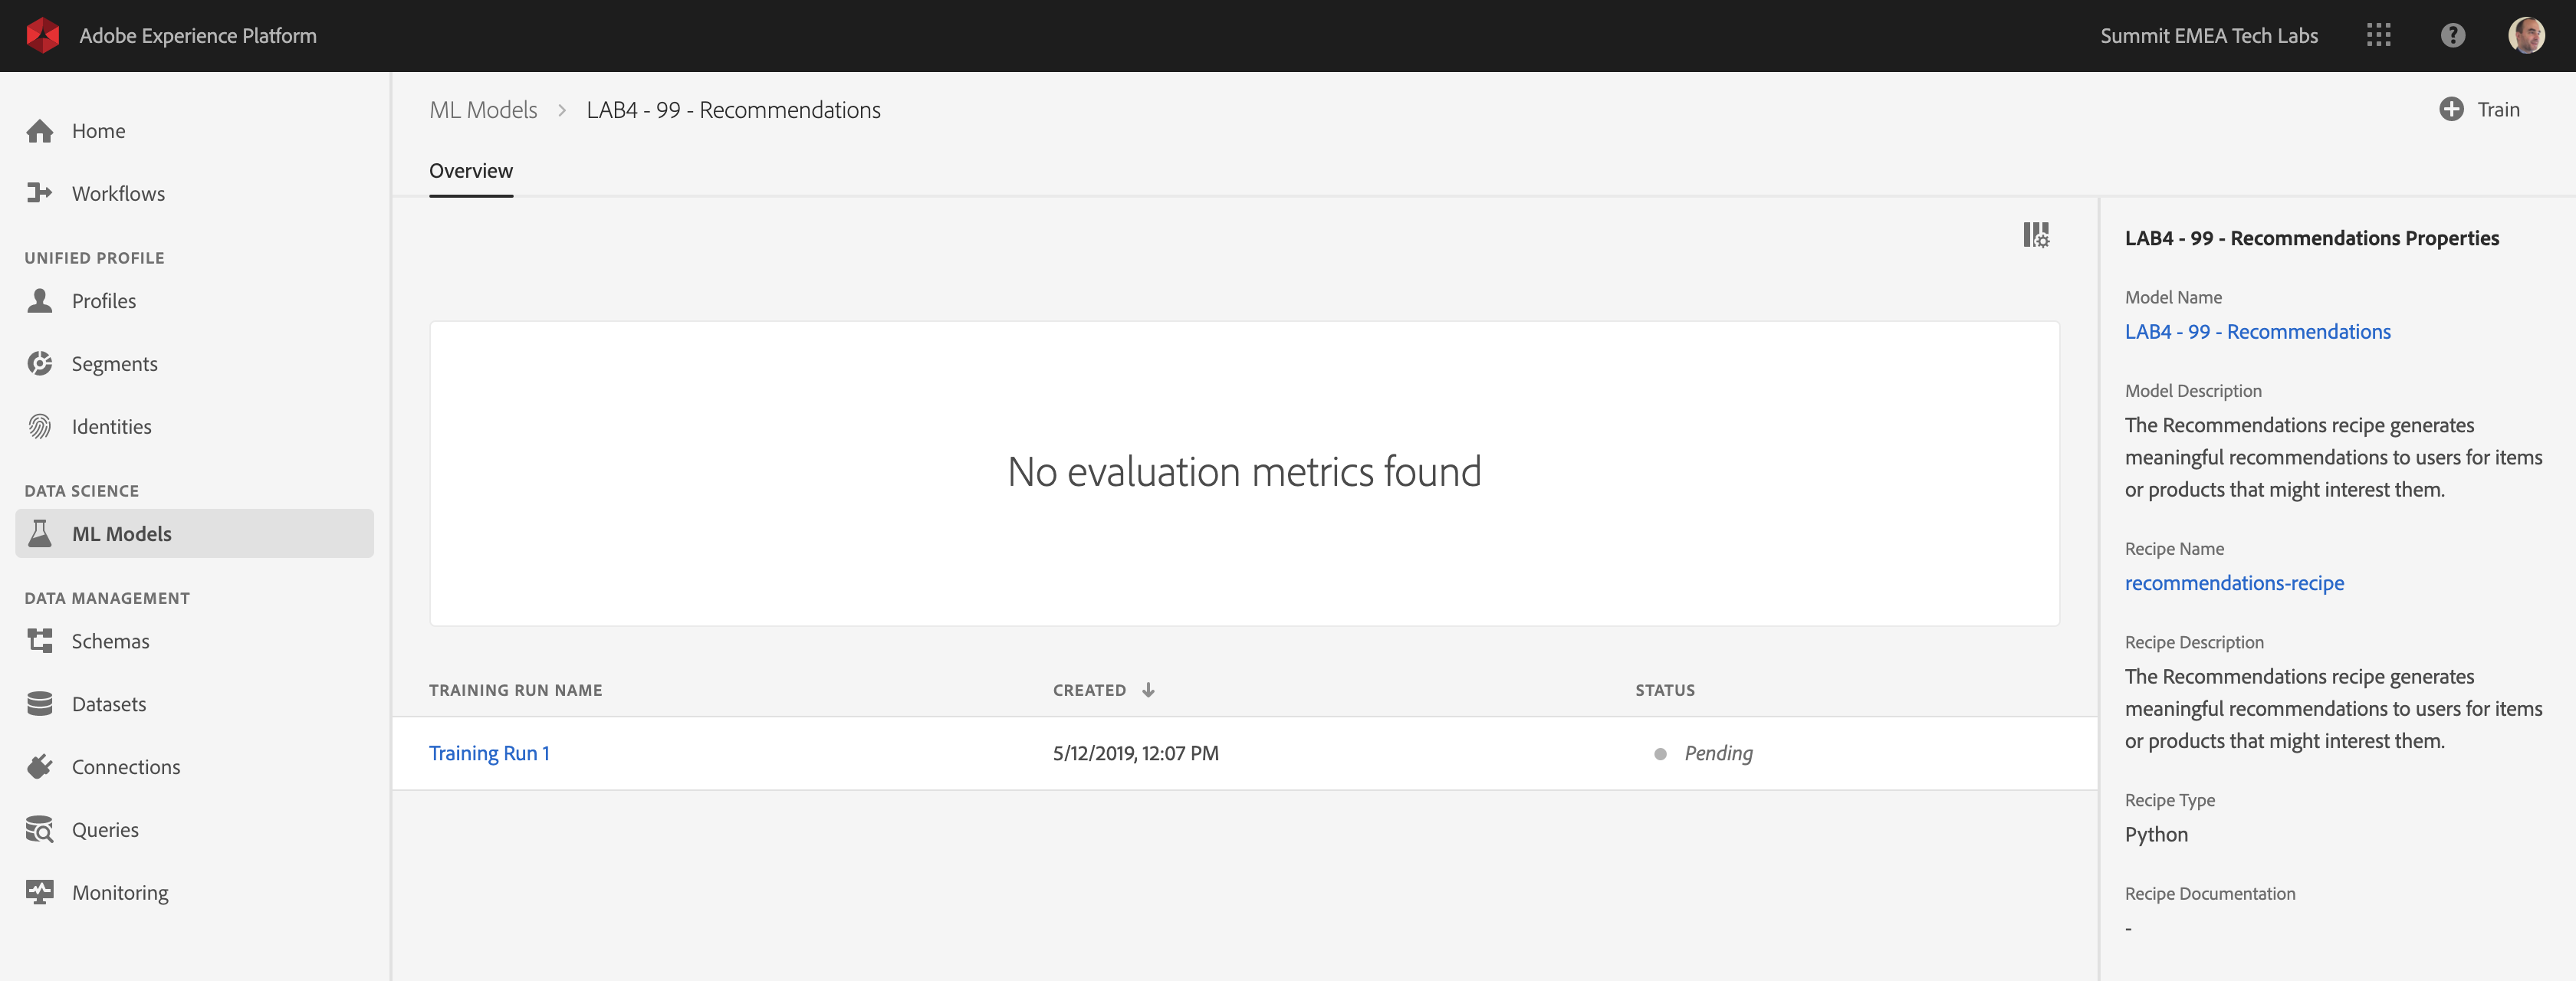 Adobe Experience Platform
Summit EMEA Tech Labs
?
Home
Workflows
UNIFIED PROFILE
Profiles
Segments
Identities
DATA SCIENCE
ML Models
DATA MANAGEMENT
Schemas
Datasets
Connections
Queries
Monitoring
ML Models > LAB4 - 99 - Recommendations
Train
Overview
No evaluation metrics found
TRAINING RUN NAME CREATED ↓ STATUS
Training Run 1 5/12/2019, 12:07 PM Pending
LAB4 - 99 - Recommendations Properties
Model Name
LAB4 - 99 - Recommendations
Model Description
The Recommendations recipe generates
meaningful recommendations to users for items
or products that might interest them.
Recipe Name
recommendations-recipe
Recipe Description
The Recommendations recipe generates
meaningful recommendations to users for items
or products that might interest them.
Recipe Type
Python
Recipe Documentation
-